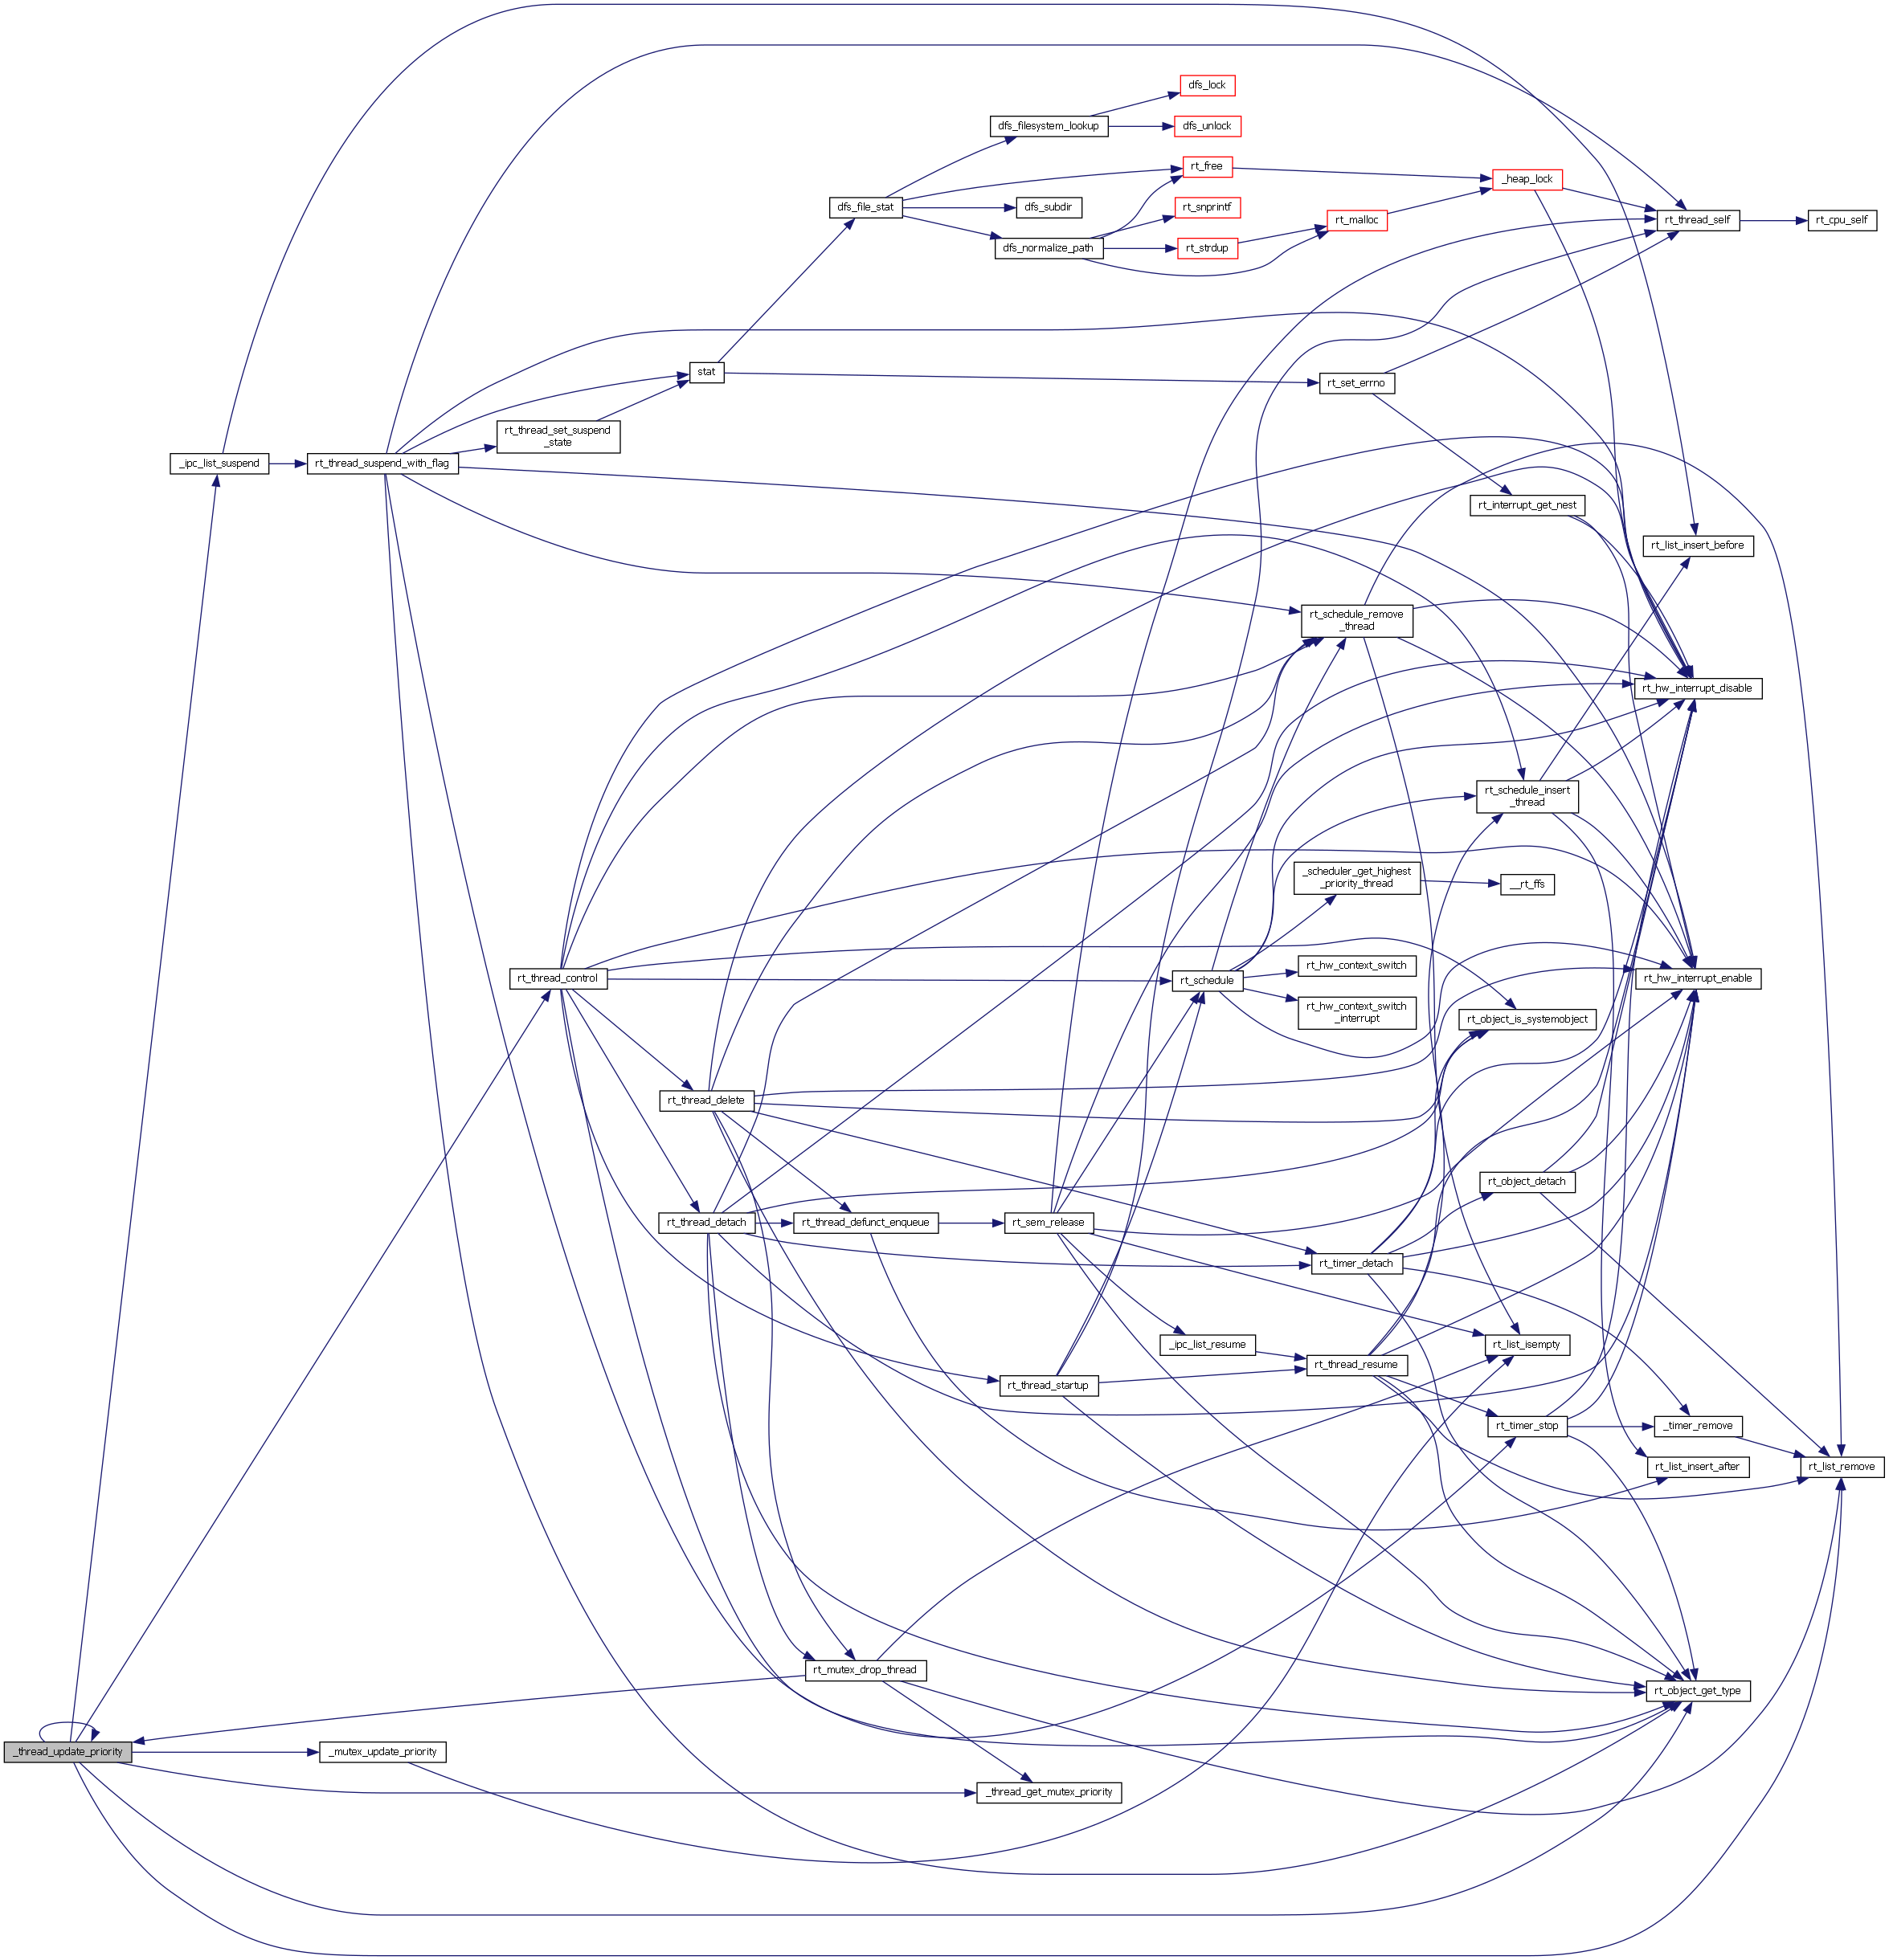 dfs_lock
dfs_filesystem_lookup
dfs_unlock
rt_free
_heap_lock
dfs_file_stat
dfs_subdir
rt_snprintf
rt_malloc
rt_thread_self
rt_cpu_self
dfs_normalize_path
rt_strdup
stat
rt_set_errno
rt_thread_set_suspend
_state
_ipc_list_suspend
rt_thread_suspend_with_flag
rt_interrupt_get_nest
rt_list_insert_before
rt_schedule_remove
_thread
rt_hw_interrupt_disable
rt_schedule_insert
_thread
_scheduler_get_highest
_priority_thread
__rt_ffs
rt_hw_context_switch
rt_thread_control
rt_schedule
rt_hw_interrupt_enable
rt_hw_context_switch
_interrupt
rt_object_is_systemobject
rt_thread_delete
rt_object_detach
rt_thread_detach
rt_thread_defunct_enqueue
rt_sem_release
rt_timer_detach
_ipc_list_resume
rt_list_isempty
rt_thread_resume
rt_thread_startup
rt_timer_stop
_timer_remove
rt_list_insert_after
rt_list_remove
rt_mutex_drop_thread
rt_object_get_type
_thread_update_priority
_mutex_update_priority
_thread_get_mutex_priority